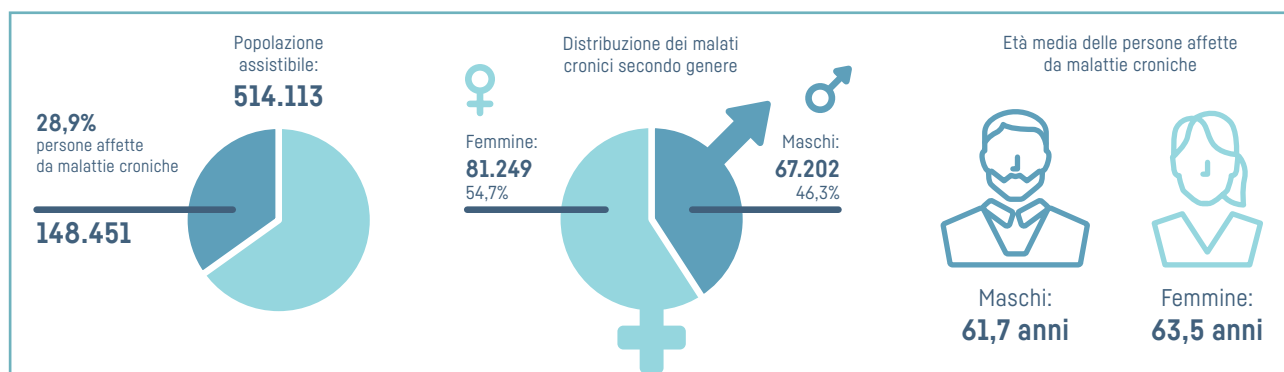 Popolazione
assistibile:
514.113
28,9%
persone affette
da malattie croniche
148.451
Distribuzione dei malati
cronici secondo genere
Femmine:
81.249
54,7%
Maschi:
67.202
46,3%
Età media delle persone affette
da malattie croniche
Maschi:
61,7 anni
Femmine:
63,5 anni